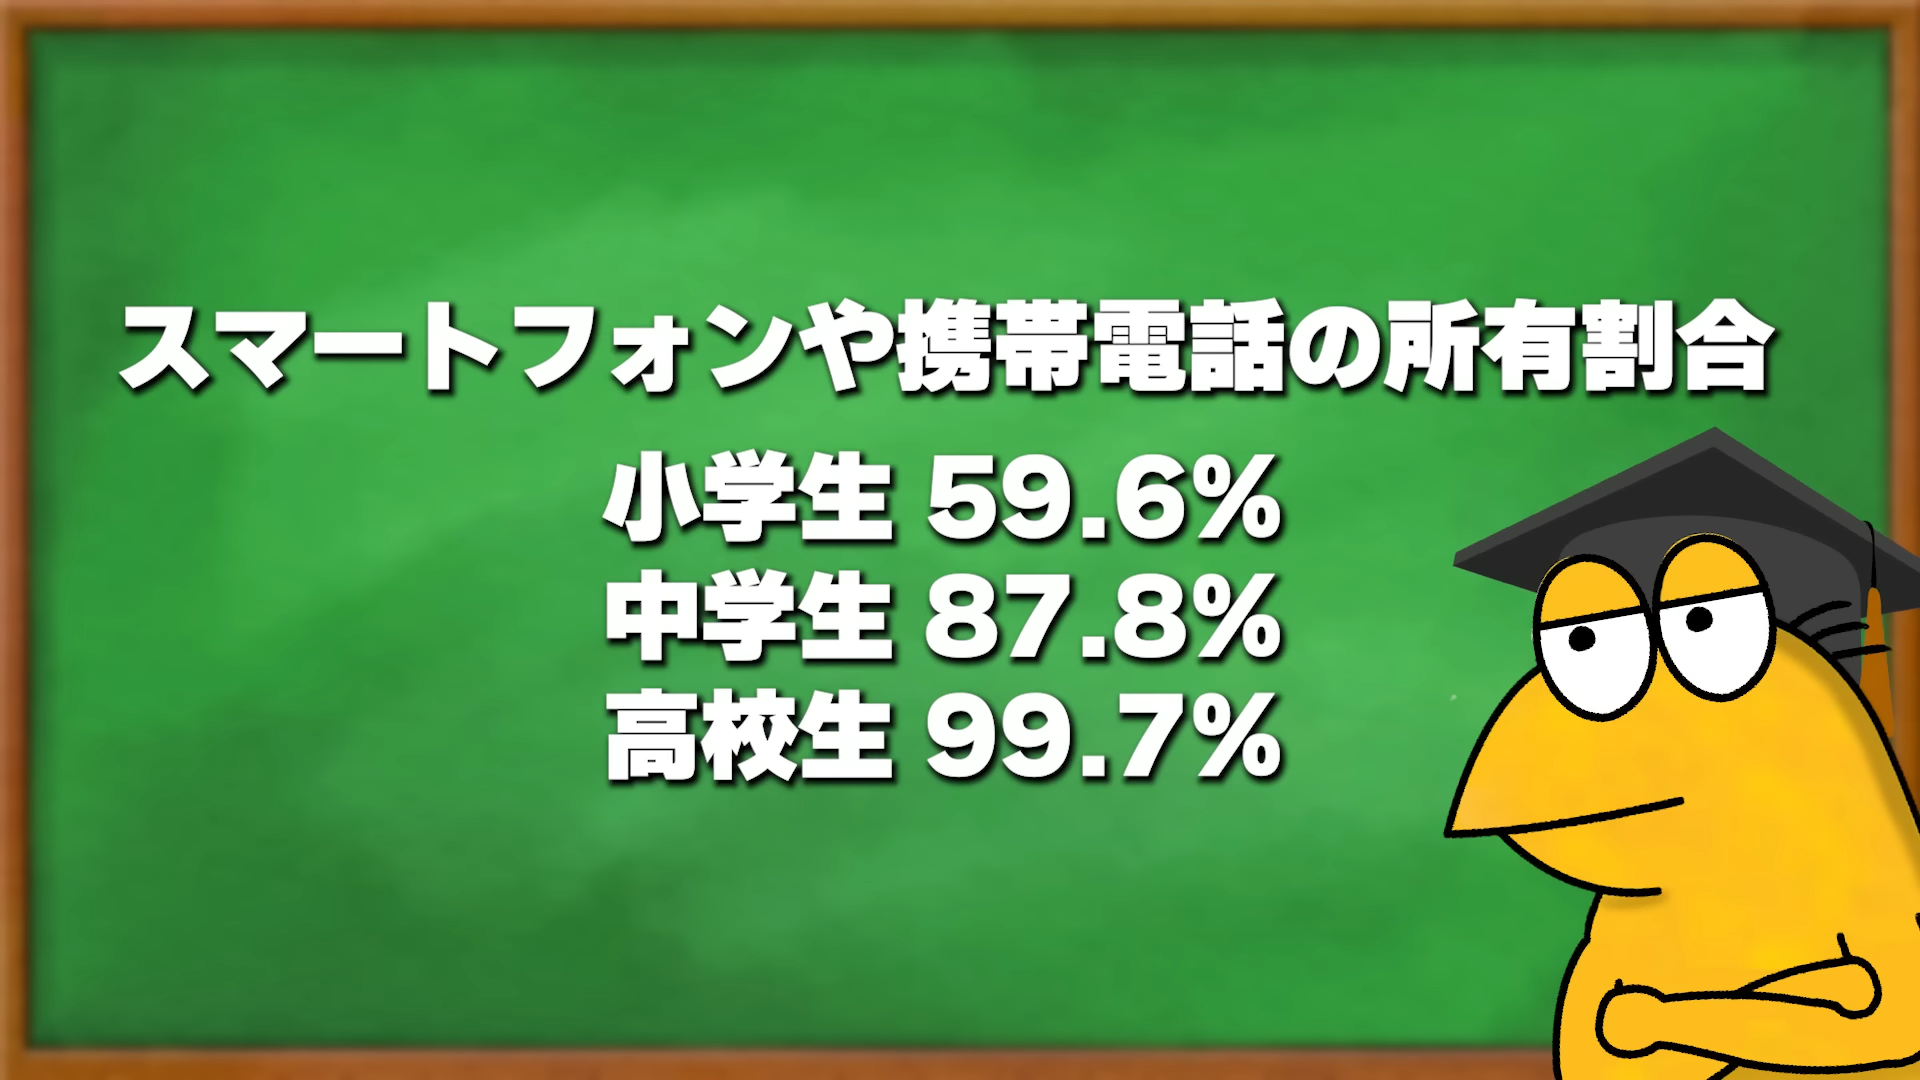 スマートフォンや携帯電話の所有割合
小学生 59.6%
中学生 87.8%
高校生 99.7%